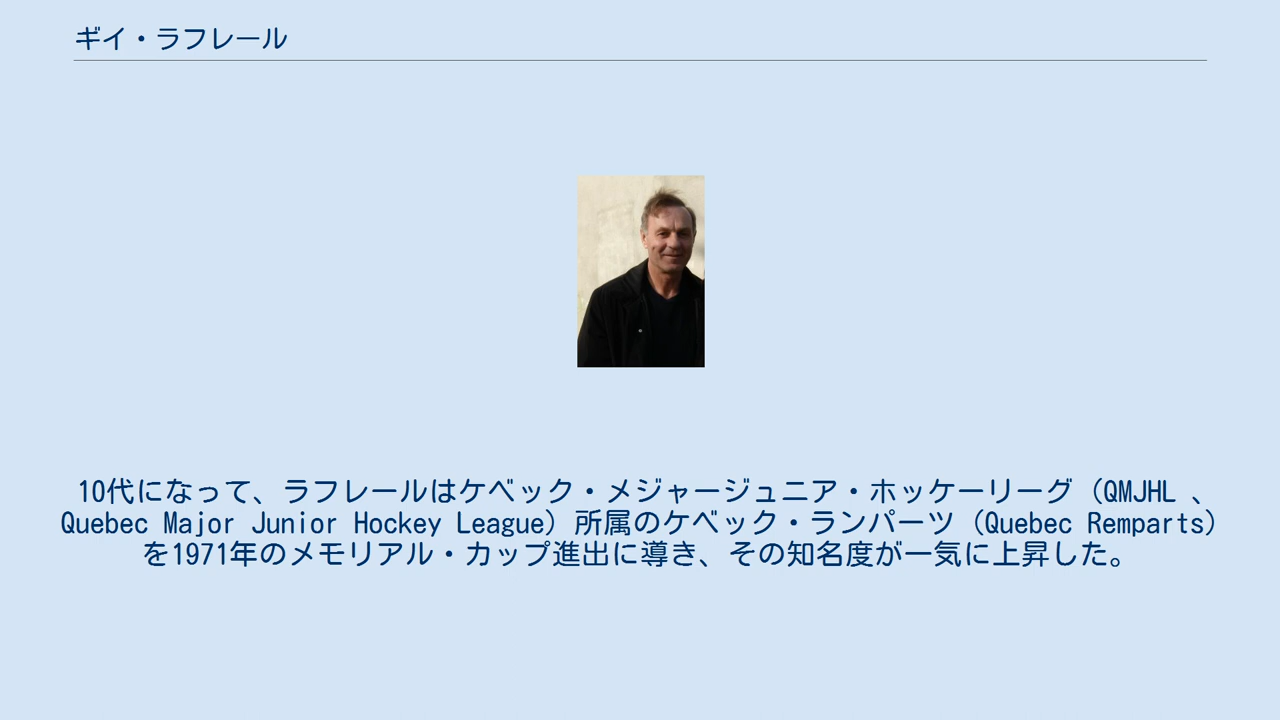 ギイ・ラフレール
10代になって、ラフレールはケベック・メジャージュニア・ホッケーリーグ（QMJHL 、
Quebec Major Junior Hockey League）所属のケベック・ランパーツ（Quebec Remparts）
を1971年のメモリアル・カップ進出に導き、その知名度が一気に上昇した。